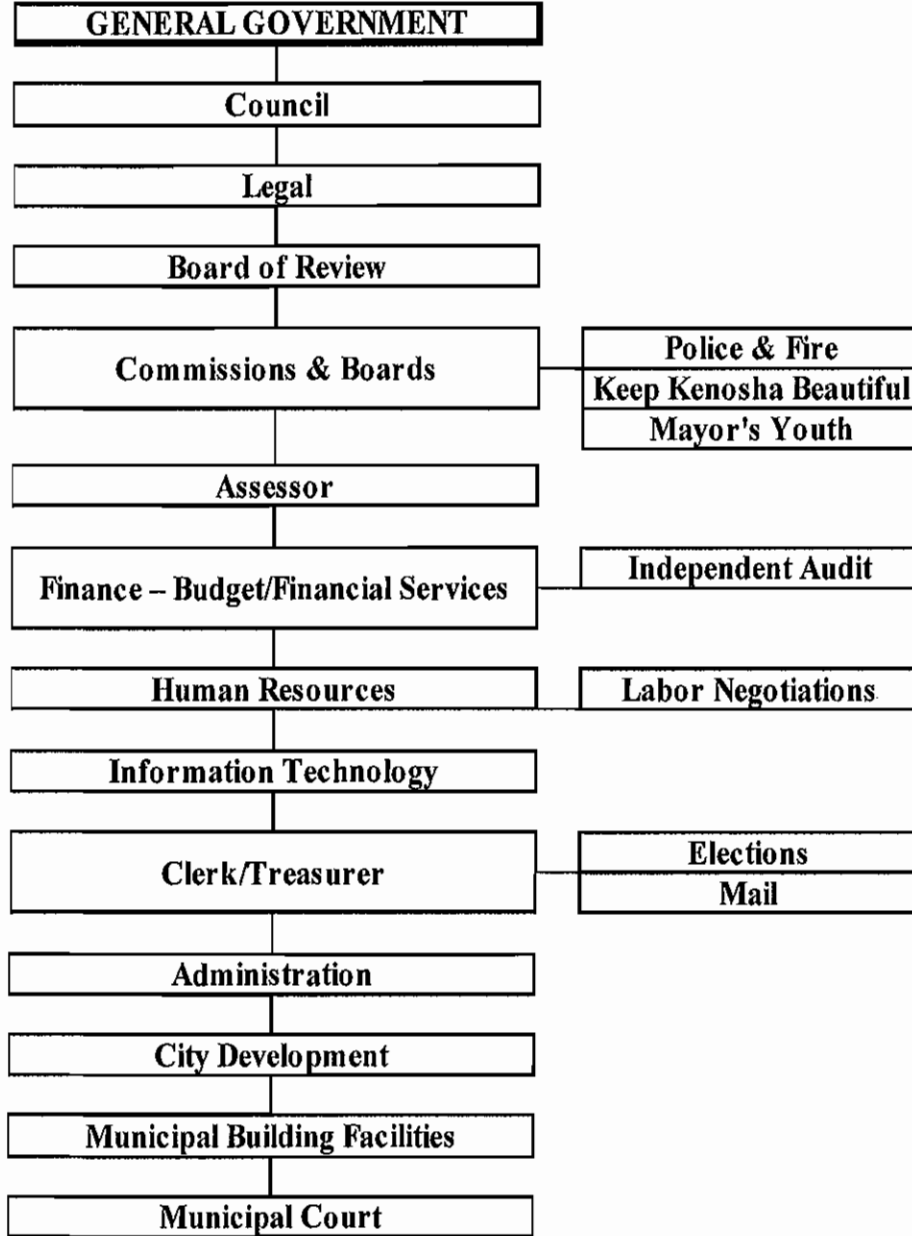 GENERAL GOVERNMENT
Council
Legal
Board of Review
Commissions & Boards
Police & Fire
Keep Kenosha Beautiful
Mayor's Youth
Assessor
Finance – Budget/Financial Services
Independent Audit
Human Resources
Labor Negotiations
Information Technology
Clerk/Treasurer
Elections
Mail
Administration
City Development
Municipal Building Facilities
Municipal Court